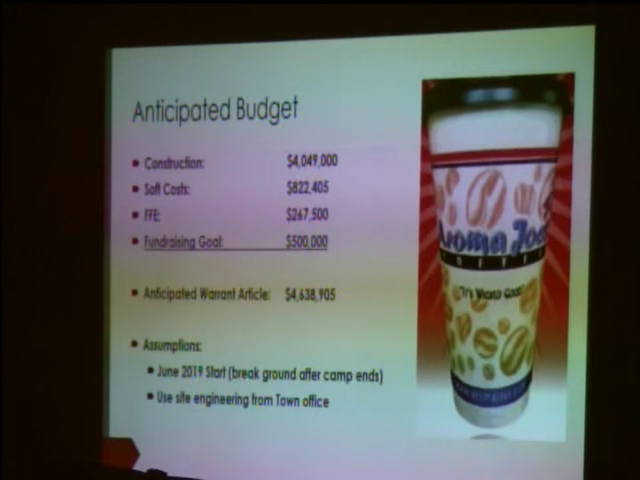 Anticipated Budget
Construction: $4,049,000
Soft Costs: $822,405
FFE: $267,500
Fundraising Goal: $500,000
Anticipated Warrant Article: $4,638,905
Assumptions:
June 2019 Start (break ground after camp ends)
Use site engineering from Town office
Aroma Joe's
COFFEE